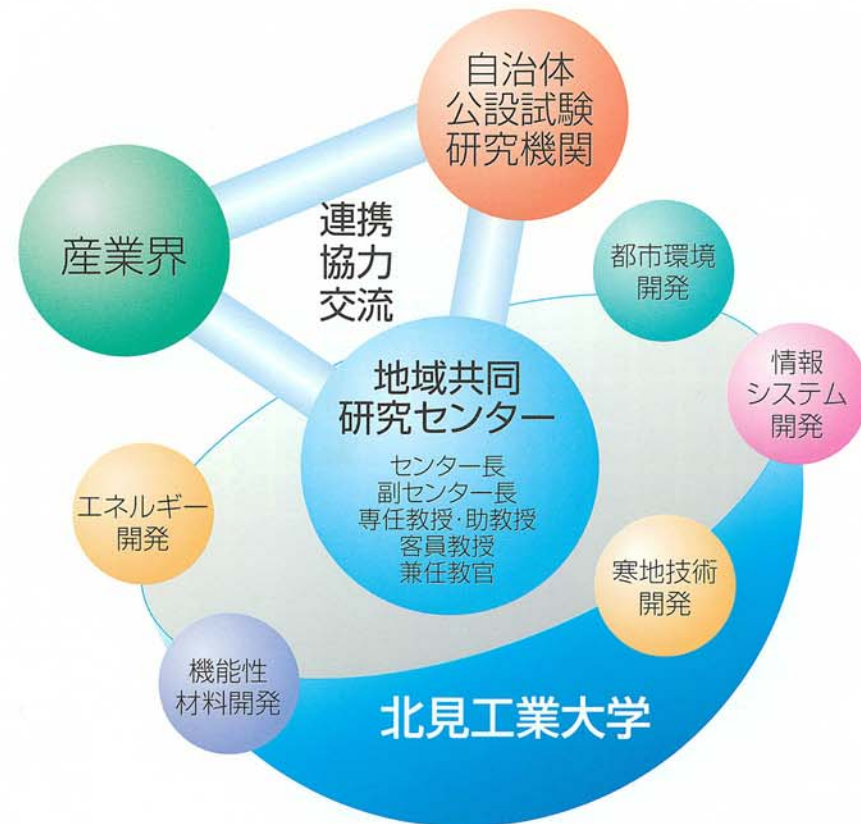 自治体
公設試験
研究機関
産業界
連携
協力
交流
都市環境
開発
情報
システム
開発
地域共同
研究センター
センター長
副センター長
専任教授・助教授
客員教授
兼任教官
エネルギー
開発
寒地技術
開発
機能性
材料開発
北見工業大学